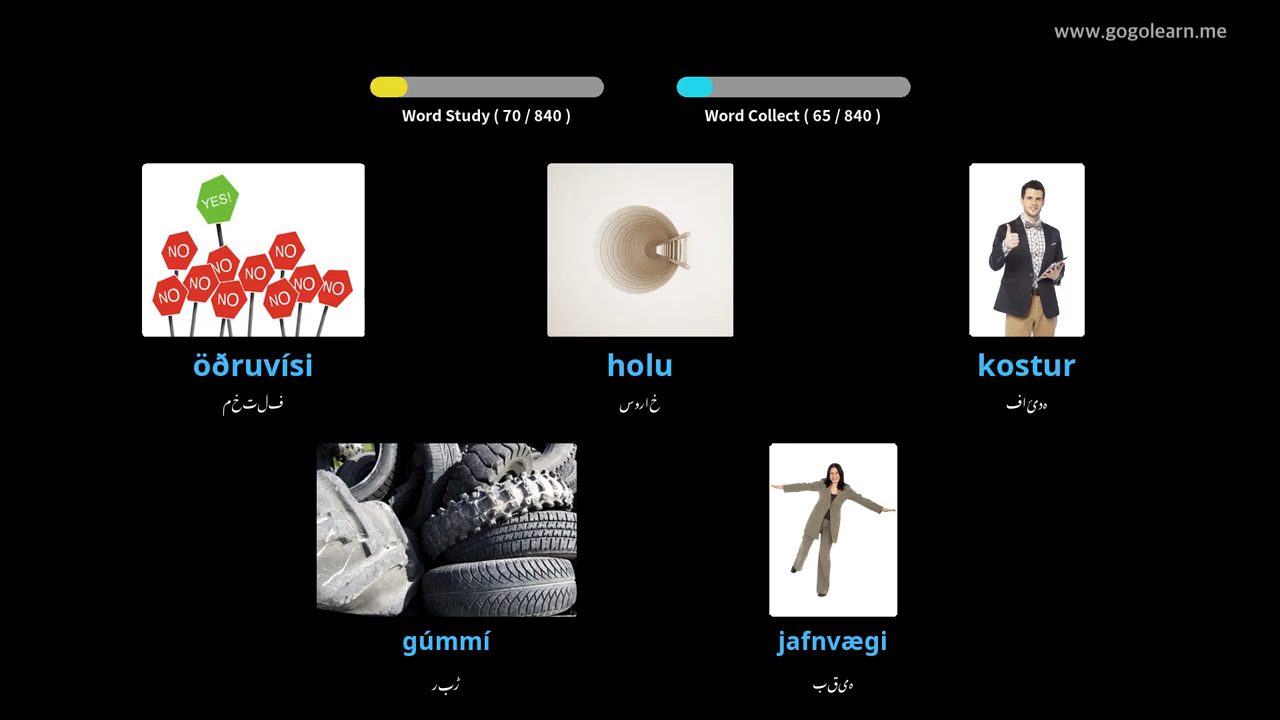 www.gogolearn.me
Word Study ( 70 / 840 )
Word Collect ( 65 / 840 )
YES!
NO
NO
NO
NO
NO
NO
NO
NO
NO
NO
öðruvísi
فلتخم
holu
خاروس
kostur
ہدئاف
gúmmí
ڑبر
jafnvægi
ہیقب